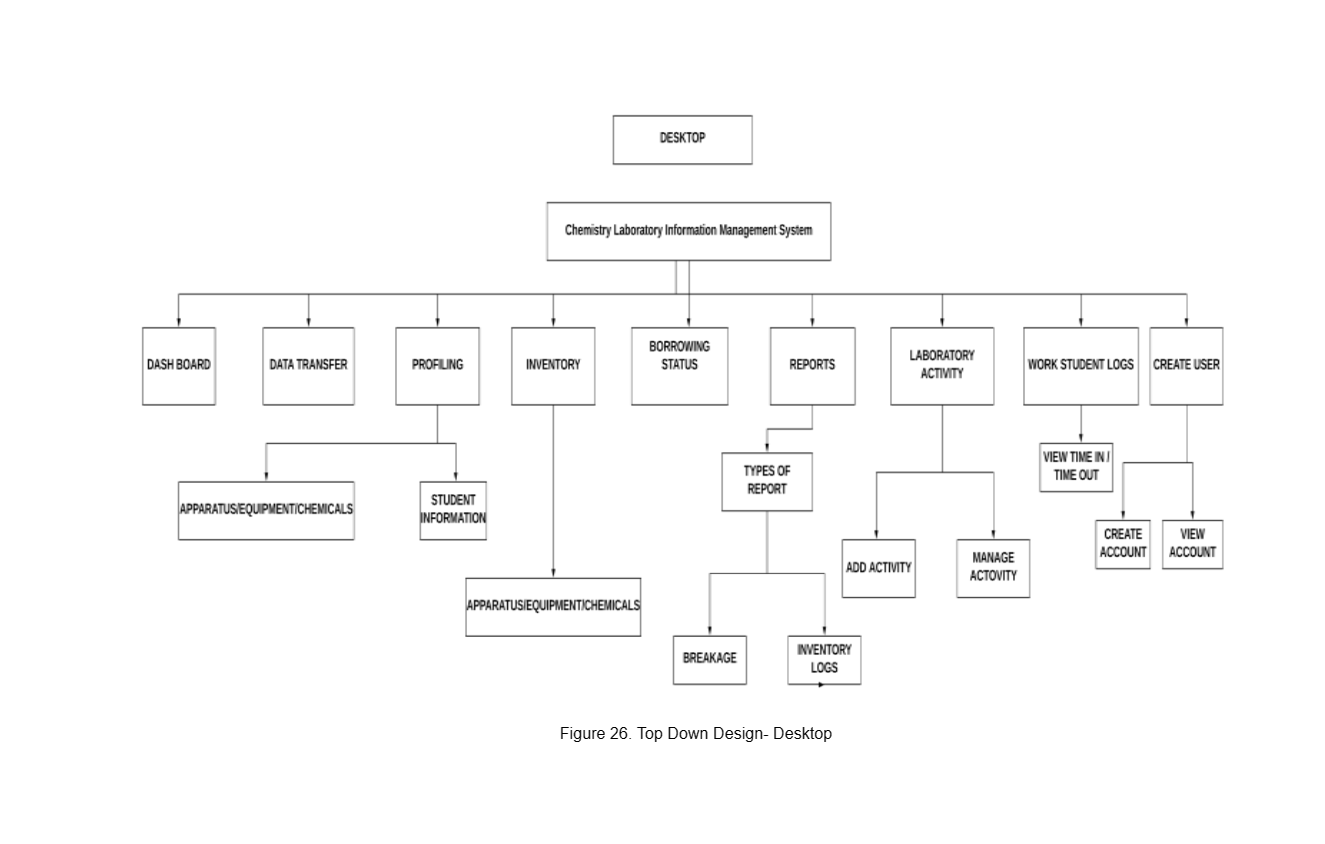 DESKTOP
Chemistry Laboratory Information Management System
DASH BOARD
DATA TRANSFER
PROFILING
INVENTORY
BORROWING
STATUS
REPORTS
LABORATORY
ACTIVITY
WORK STUDENT LOGS
CREATE USER
APPARATUS/EQUIPMENT/CHEMICALS
STUDENT
INFORMATION
APPARATUS/EQUIPMENT/CHEMICALS
TYPES OF
REPORT
BREAKAGE
INVENTORY
LOGS
ADD ACTIVITY
MANAGE
ACTOVITY
VIEW TIME IN /
TIME OUT
CREATE
ACCOUNT
VIEW
ACCOUNT
Figure 26. Top Down Design- Desktop